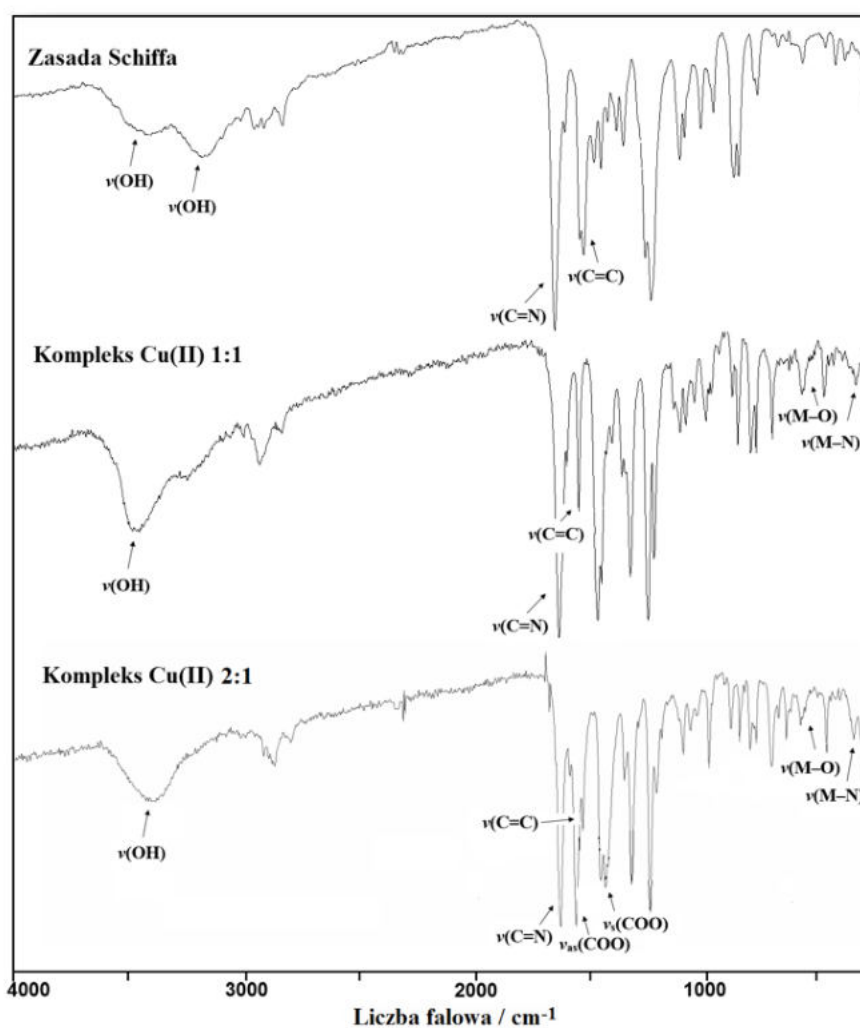 Zasada Schiffa
ν(OH)
ν(OH)
ν(C=C)
ν(C=N)
Kompleks Cu(II) 1:1
ν(M–O)
ν(M–N)
ν(C=C)
ν(OH)
ν(C=N)
Kompleks Cu(II) 2:1
ν(M–O)
ν(M–N)
ν(C=C)
ν(OH)
νs(COO)
ν(C=N)
νas(COO)
4000 3000 2000 1000
Liczba falowa / cm-1